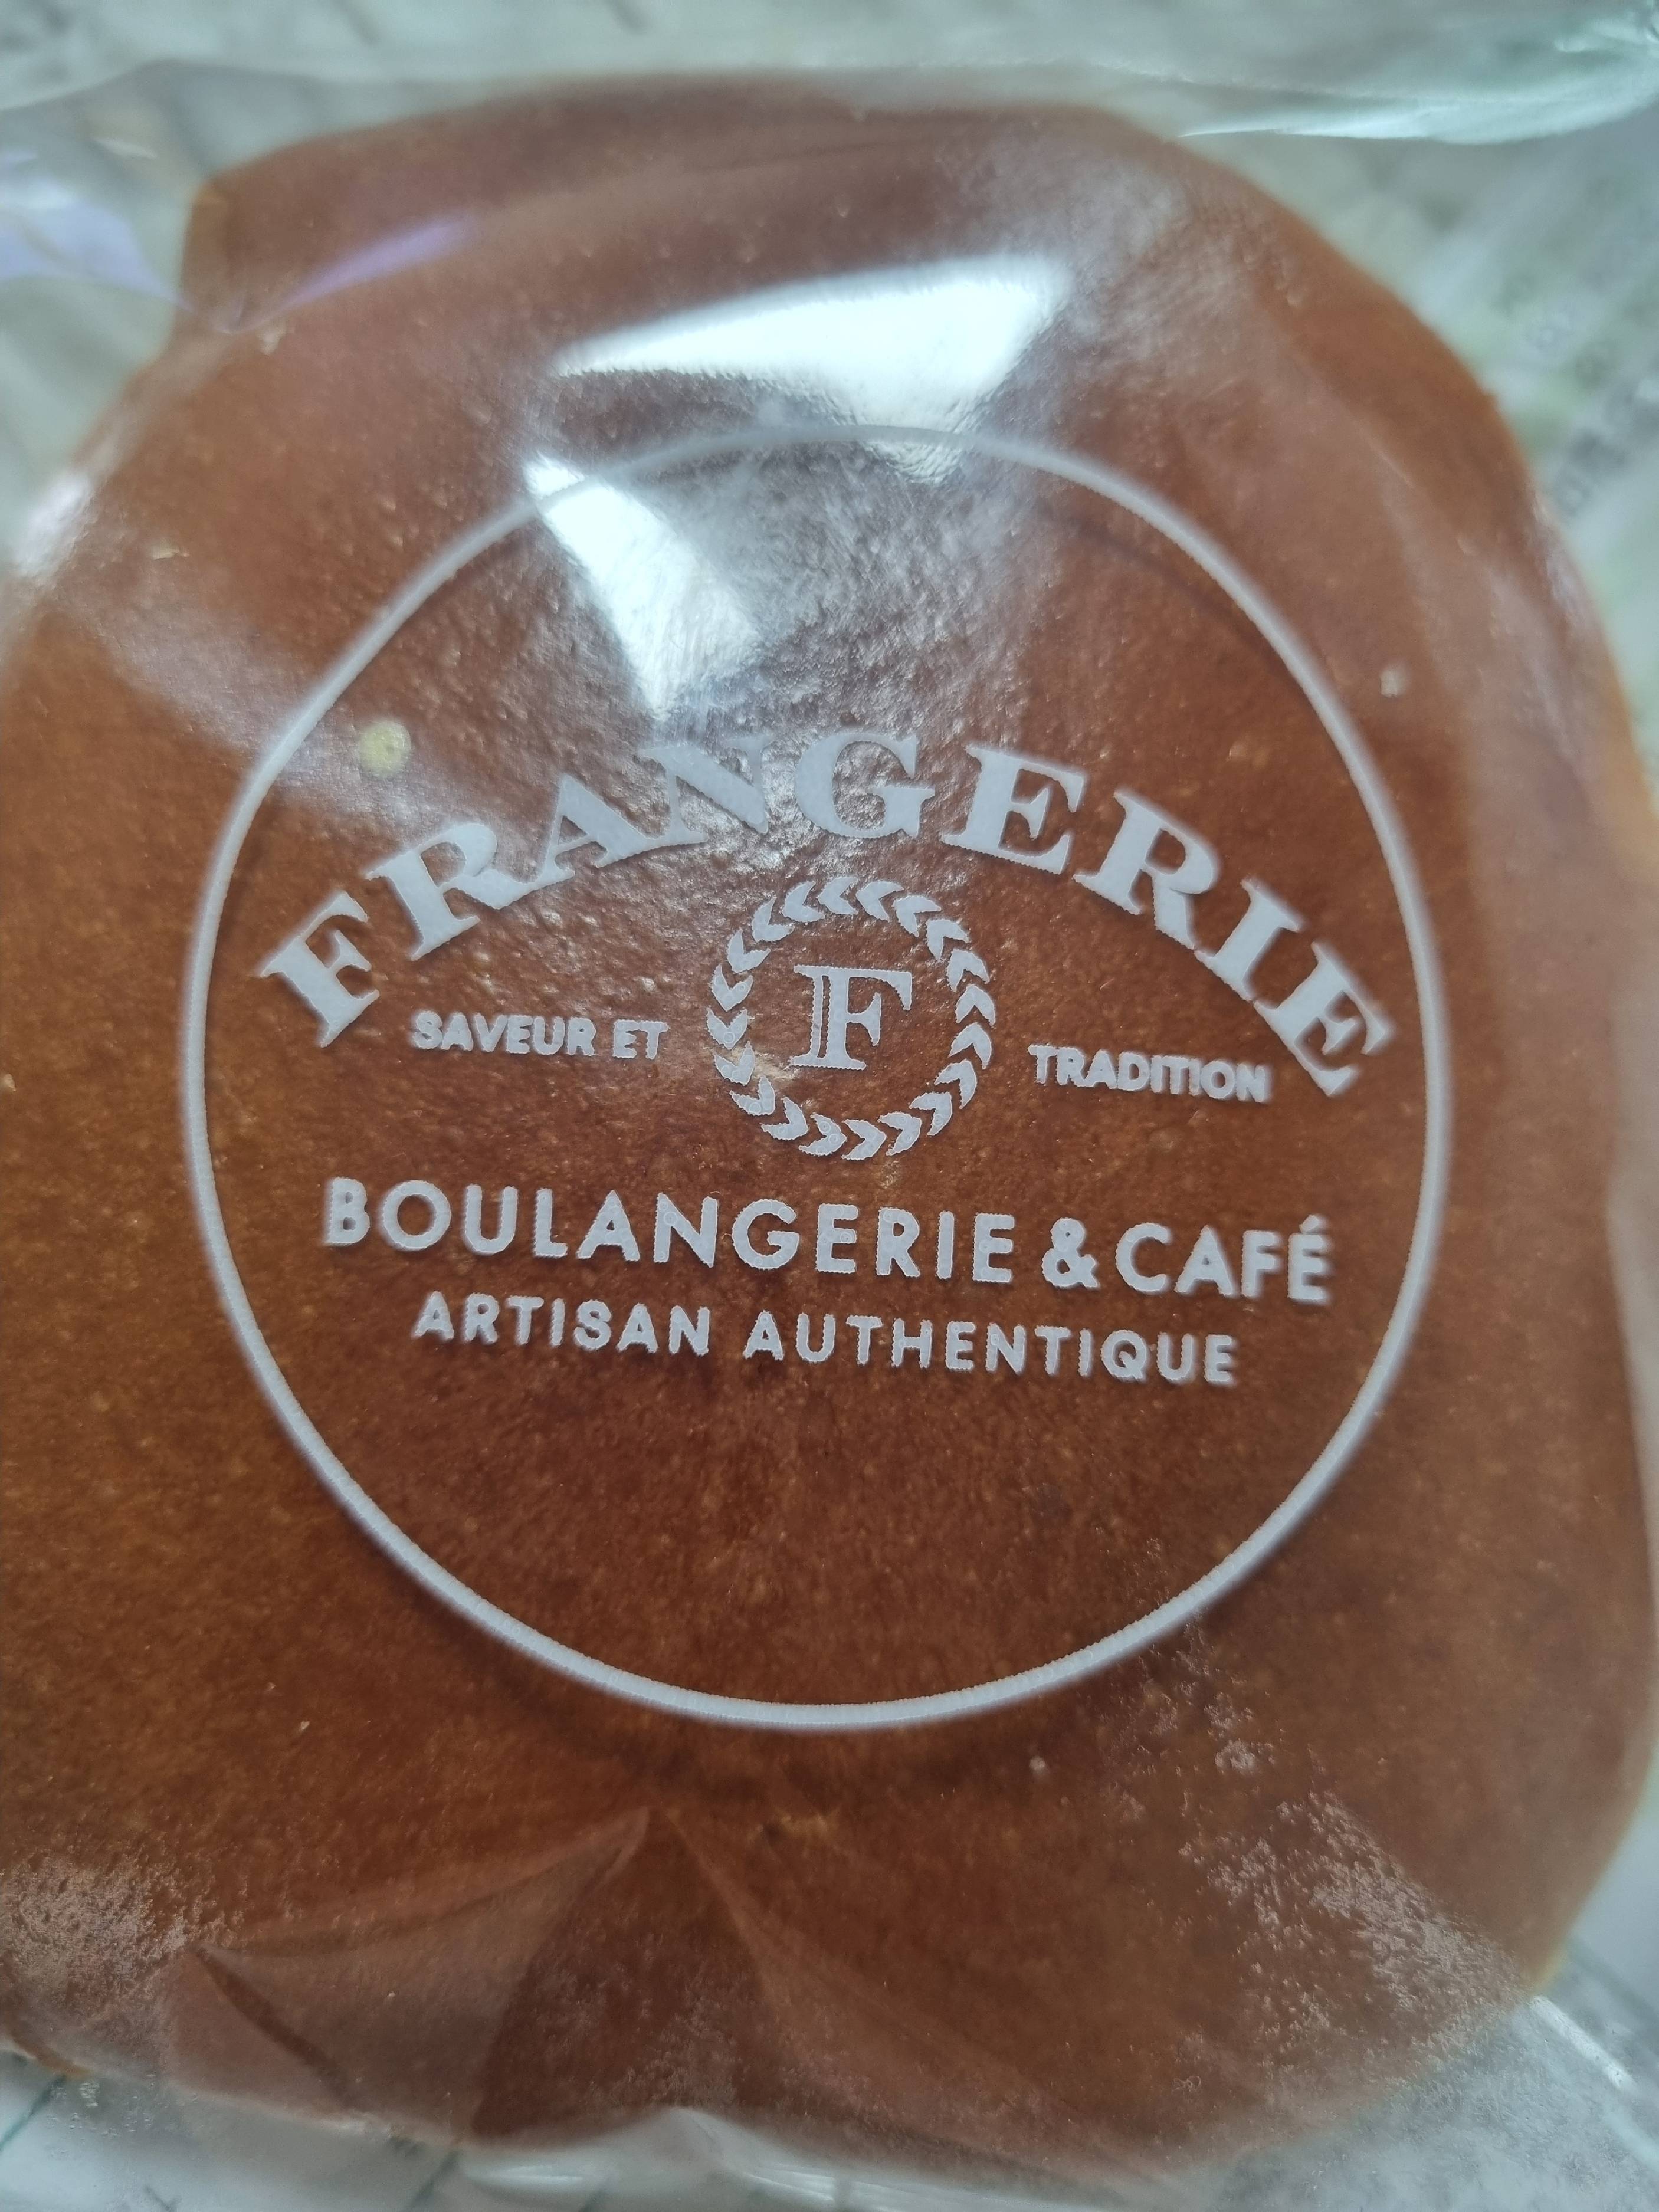 FRANGERIE
SAVEUR ET F TRADITION
BOULANGERIE & CAFÉ
ARTISAN AUTHENTIQUE